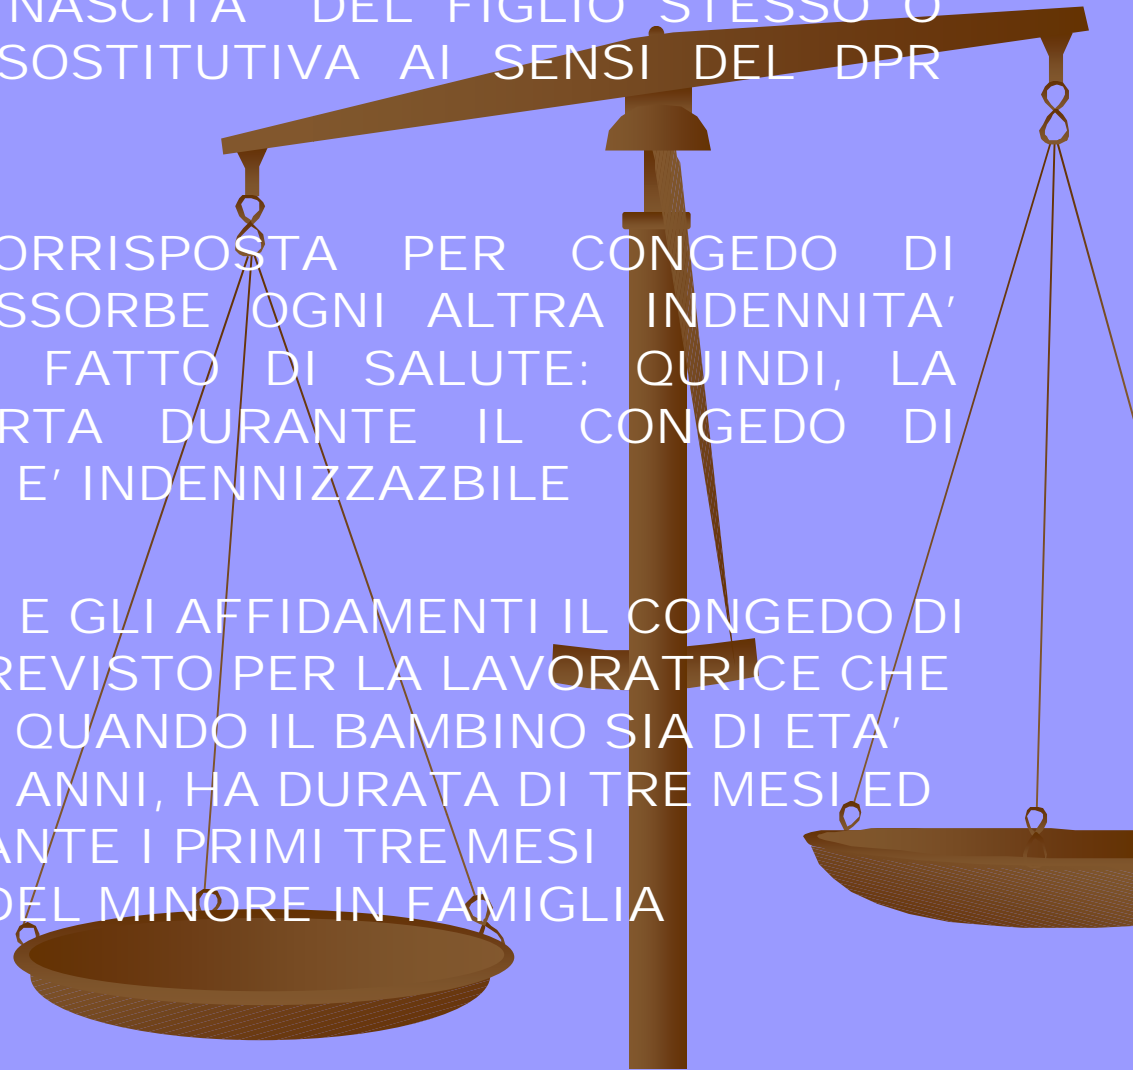 NASCITA' DEL FIGLIO STESSO O
SOSTITUTIVA AI SENSI DEL DPR
ORRISPOSTA PER CONGEDO DI
SSORBE OGNI ALTRA INDENNITA'
FATTO DI SALUTE: QUINDI, LA
RTA DURANTE IL CONGEDO DI
E' INDENNIZZAZBILE
E GLI AFFIDAMENTI IL CONGEDO DI
REVISTO PER LA LAVORATRICE CHE
QUANDO IL BAMBINO SIA DI ETA'
ANNI, HA DURATA DI TRE MESI ED
ANTE I PRIMI TRE MESI
DEL MINORE IN FAMIGLIA